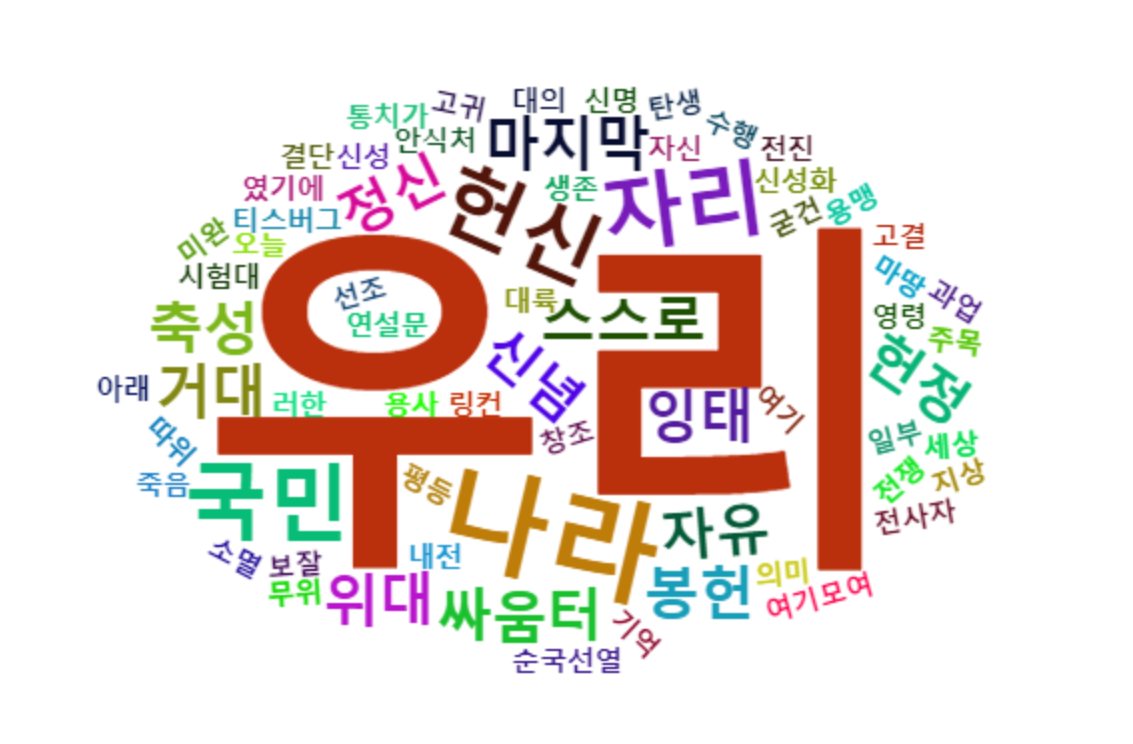 고귀
대의
신명
탄생
통치가
수행
안식처
마지막
자신
전진
결단
신성
였기에
정신
헌신
생존
자리
신성화
굳건
용맹
미완
티스버그
오늘
시험대
선조
연설문
대륙
스스로
고결
마땅
과업
영령
주목
축성
우리
신념
헌정
아래
거대
러한
용사
링컨
창조
잉태
여기
일부
세상
따위
죽음
국민
평등
나라
전쟁
지상
전사자
자유
소멸
보잘
내전
무위
위대
싸움터
봉헌
의미
여기모여
기억
순국선열